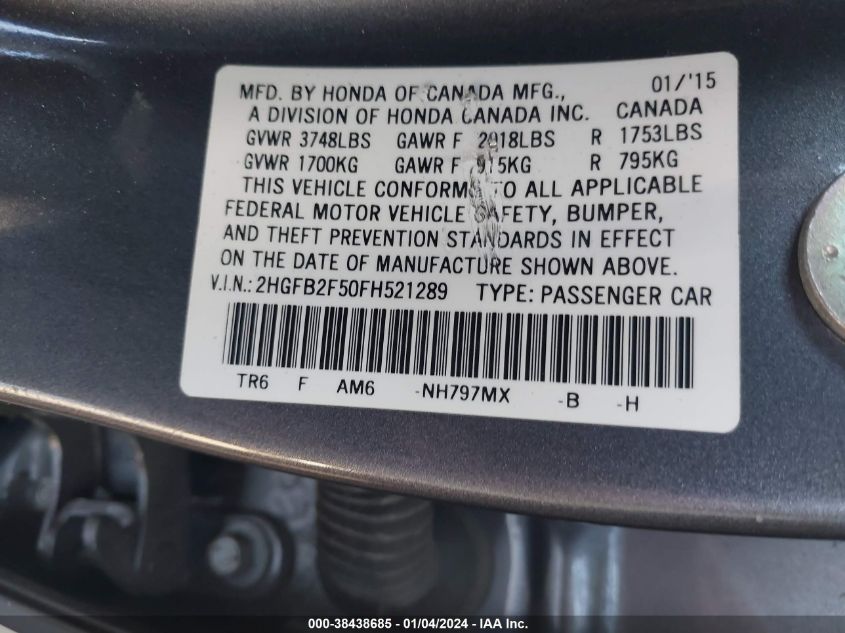 MFD. BY HONDA OF CANADA MFG., 01/'15
A DIVISION OF HONDA CANADA INC. CANADA
GVWR 3748LBS GAWR F 2018LBS R 1753LBS
GVWR 1700KG GAWR F 915KG R 795KG
THIS VEHICLE CONFORMS TO ALL APPLICABLE
FEDERAL MOTOR VEHICLE SAFETY, BUMPER,
AND THEFT PREVENTION STANDARDS IN EFFECT
ON THE DATE OF MANUFACTURE SHOWN ABOVE.
V.I.N.: 2HGFB2F50FH521289 TYPE: PASSENGER CAR
TR6 F AM6 -NH797MX -B -H
000-38438685 - 01/04/2024 - IAA Inc.